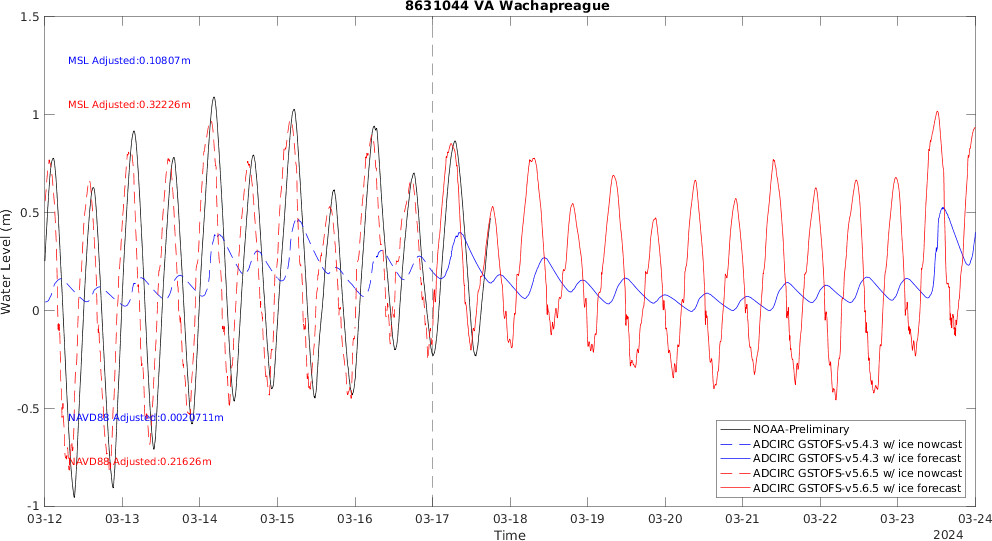 8631044 VA Wachapreague
1.5
1
0.5
0
-0.5
-1
Water Level (m)
MSL Adjusted:0.10807m
MSL Adjusted:0.32226m
NAVD88 Adjusted:0.0020711m
NAVD88 Adjusted:0.21626m
NOAA-Preliminary
ADCIRC GSTOFS-v5.4.3 w/ ice nowcast
ADCIRC GSTOFS-v5.4.3 w/ ice forecast
ADCIRC GSTOFS-v5.6.5 w/ ice nowcast
ADCIRC GSTOFS-v5.6.5 w/ ice forecast
03-12 03-13 03-14 03-15 03-16 03-17 03-18 03-19 03-20 03-21 03-22 03-23 03-24
Time
2024